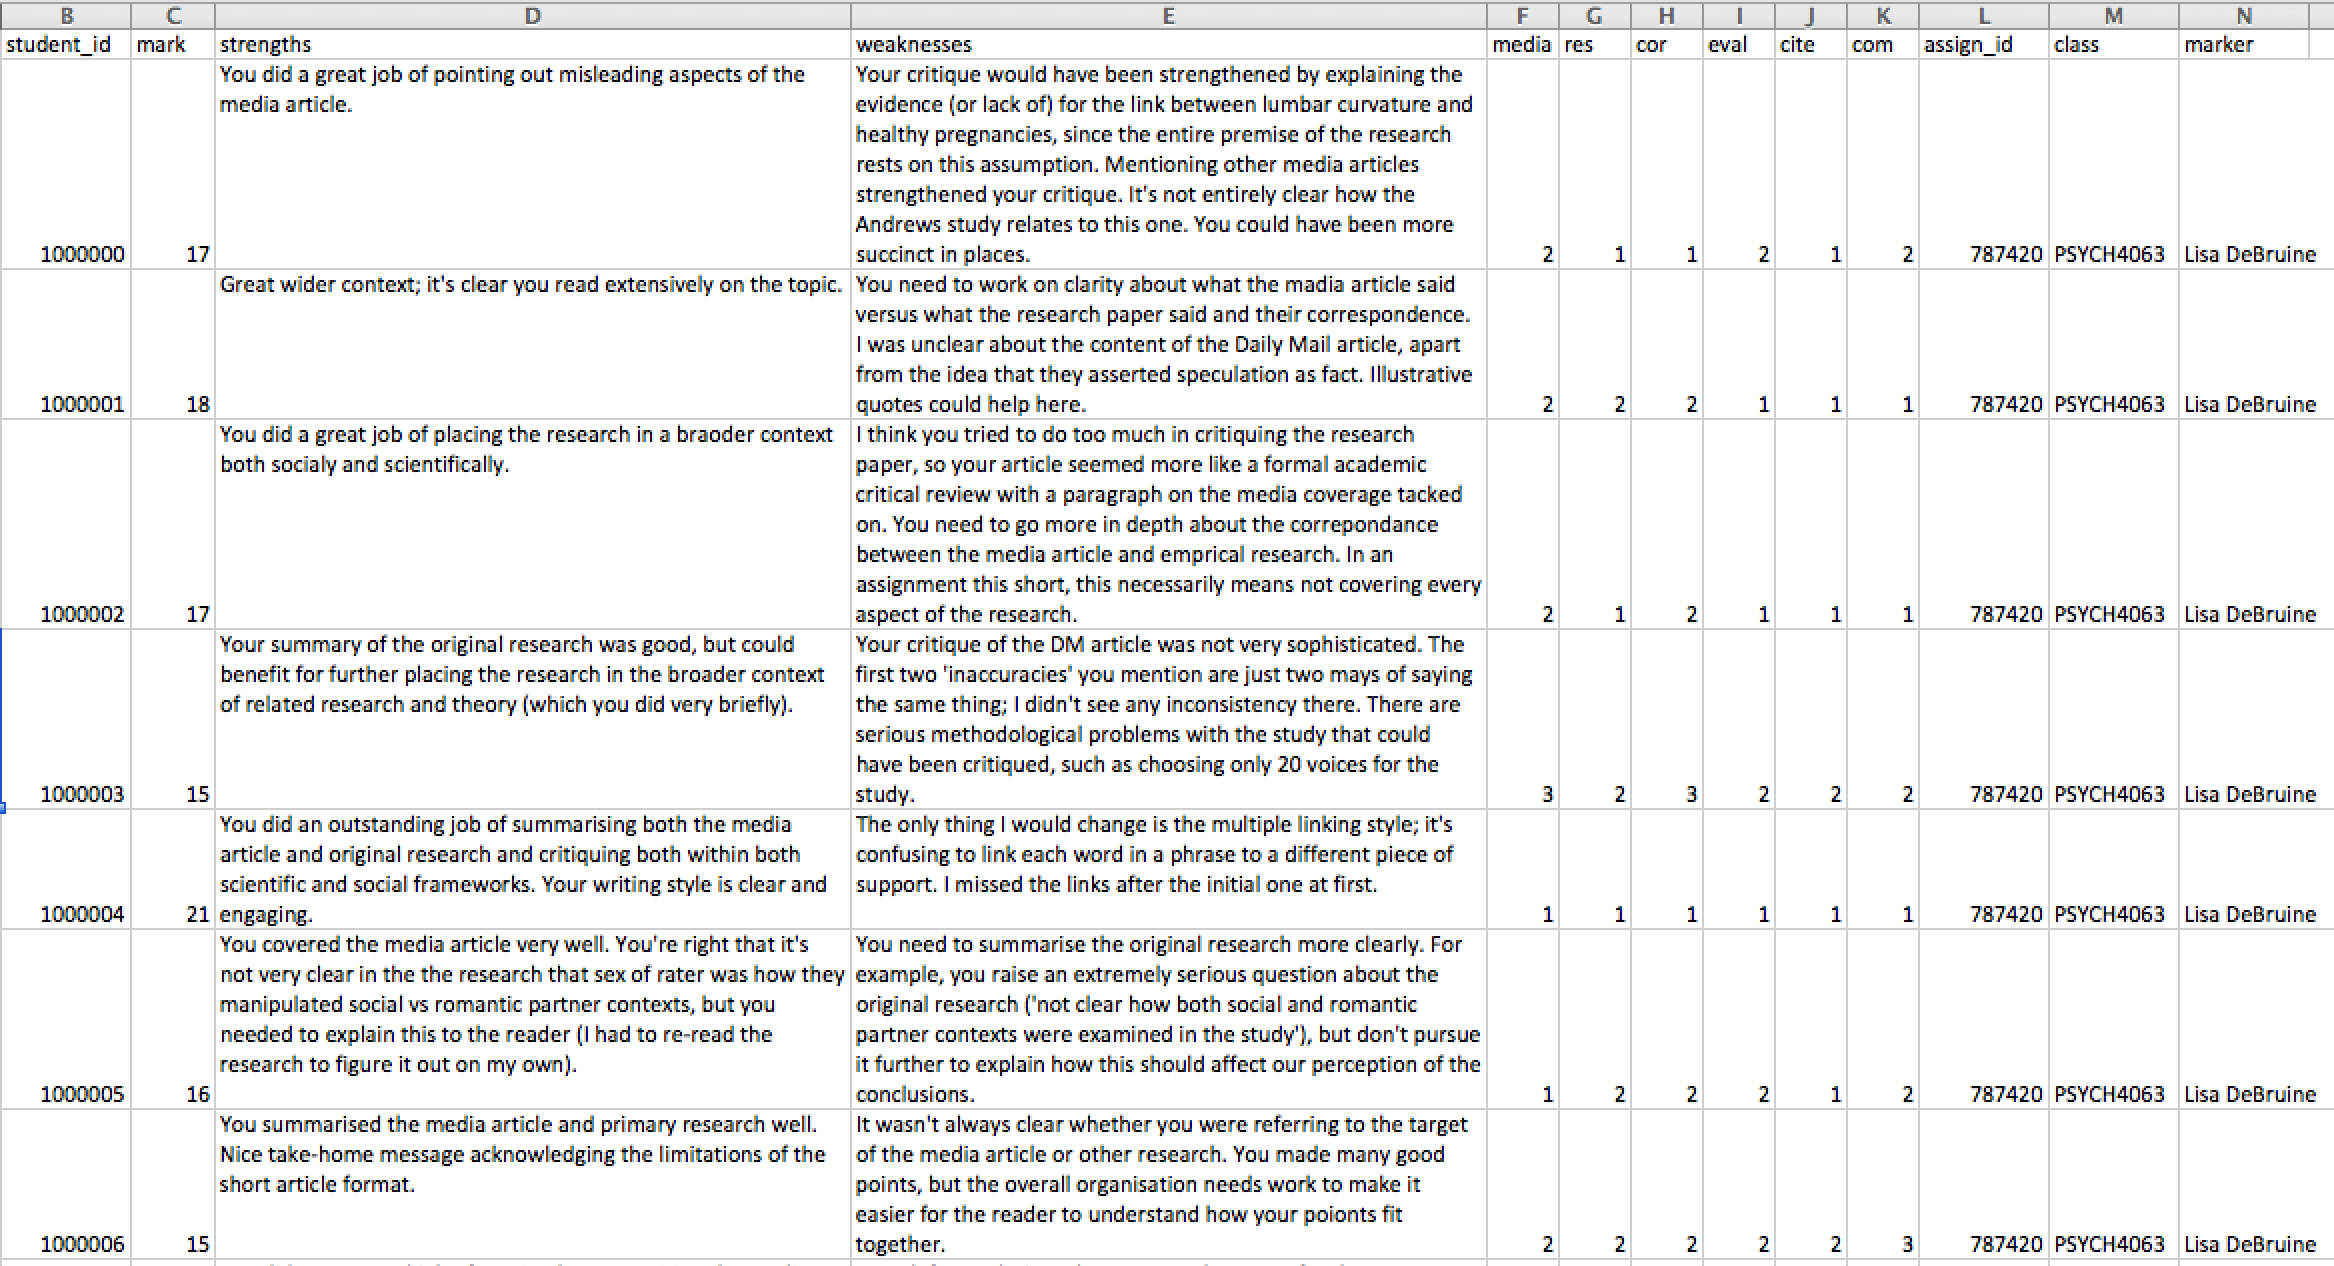 B C D E F G H I J K L M N
student_id mark strengths weaknesses media res cor eval cite com assign_id class marker
You did a great job of pointing out misleading aspects of the
media article.
Your critique would have been strengthened by explaining the
evidence (or lack of) for the link between lumbar curvature and
healthy pregnancies, since the entire premise of the research
rests on this assumption. Mentioning other media articles
strengthened your critique. It's not entirely clear how the
Andrews study relates to this one. You could have been more
succinct in places.
1000000 17 2 1 1 2 1 2 787420 PSYCH4063 Lisa DeBruine
Great wider context; it's clear you read extensively on the topic.
You need to work on clarity about what the madia article said
versus what the research paper said and their correspondence.
I was unclear about the content of the Daily Mail article, apart
from the idea that they asserted speculation as fact. Illustrative
quotes could help here.
1000001 18 2 2 2 1 1 1 787420 PSYCH4063 Lisa DeBruine
You did a great job of placing the research in a braoder context
both socialy and scientifically.
I think you tried to do too much in critiquing the research
paper, so your article seemed more like a formal academic
critical review with a paragraph on the media coverage tacked
on. You need to go more in depth about the correpondance
between the media article and emprical research. In an
assignment this short, this necessarily means not covering every
aspect of the research.
1000002 17 2 1 2 1 1 1 787420 PSYCH4063 Lisa DeBruine
Your summary of the original research was good, but could
benefit for further placing the research in the broader context
of related research and theory (which you did very briefly).
Your critique of the DM article was not very sophisticated. The
first two 'inaccuracies' you mention are just two mays of saying
the same thing; I didn't see any inconsistency there. There are
serious methodological problems with the study that could
have been critiqued, such as choosing only 20 voices for the
study.
1000003 15 3 2 3 2 2 2 787420 PSYCH4063 Lisa DeBruine
You did an outstanding job of summarising both the media
article and original research and critiquing both within both
scientific and social frameworks. Your writing style is clear and
engaging.
The only thing I would change is the multiple linking style; it's
confusing to link each word in a phrase to a different piece of
support. I missed the links after the initial one at first.
1000004 21 1 1 1 1 1 1 787420 PSYCH4063 Lisa DeBruine
You covered the media article very well. You're right that it's
not very clear in the the research that sex of rater was how they
manipulated social vs romantic partner contexts, but you
needed to explain this to the reader (I had to re-read the
research to figure it out on my own).
You need to summarise the original research more clearly. For
example, you raise an extremely serious question about the
original research ('not clear how both social and romantic
partner contexts were examined in the study'), but don't pursue
it further to explain how this should affect our perception of the
conclusions.
1000005 16 1 2 2 2 1 2 787420 PSYCH4063 Lisa DeBruine
You summarised the media article and primary research well.
Nice take-home message acknowledging the limitations of the
short article format.
It wasn't always clear whether you were referring to the target
of the media article or other research. You made many good
points, but the overall organisation needs work to make it
easier for the reader to understand how your poionts fit
together.
1000006 15 2 2 2 2 2 3 787420 PSYCH4063 Lisa DeBruine